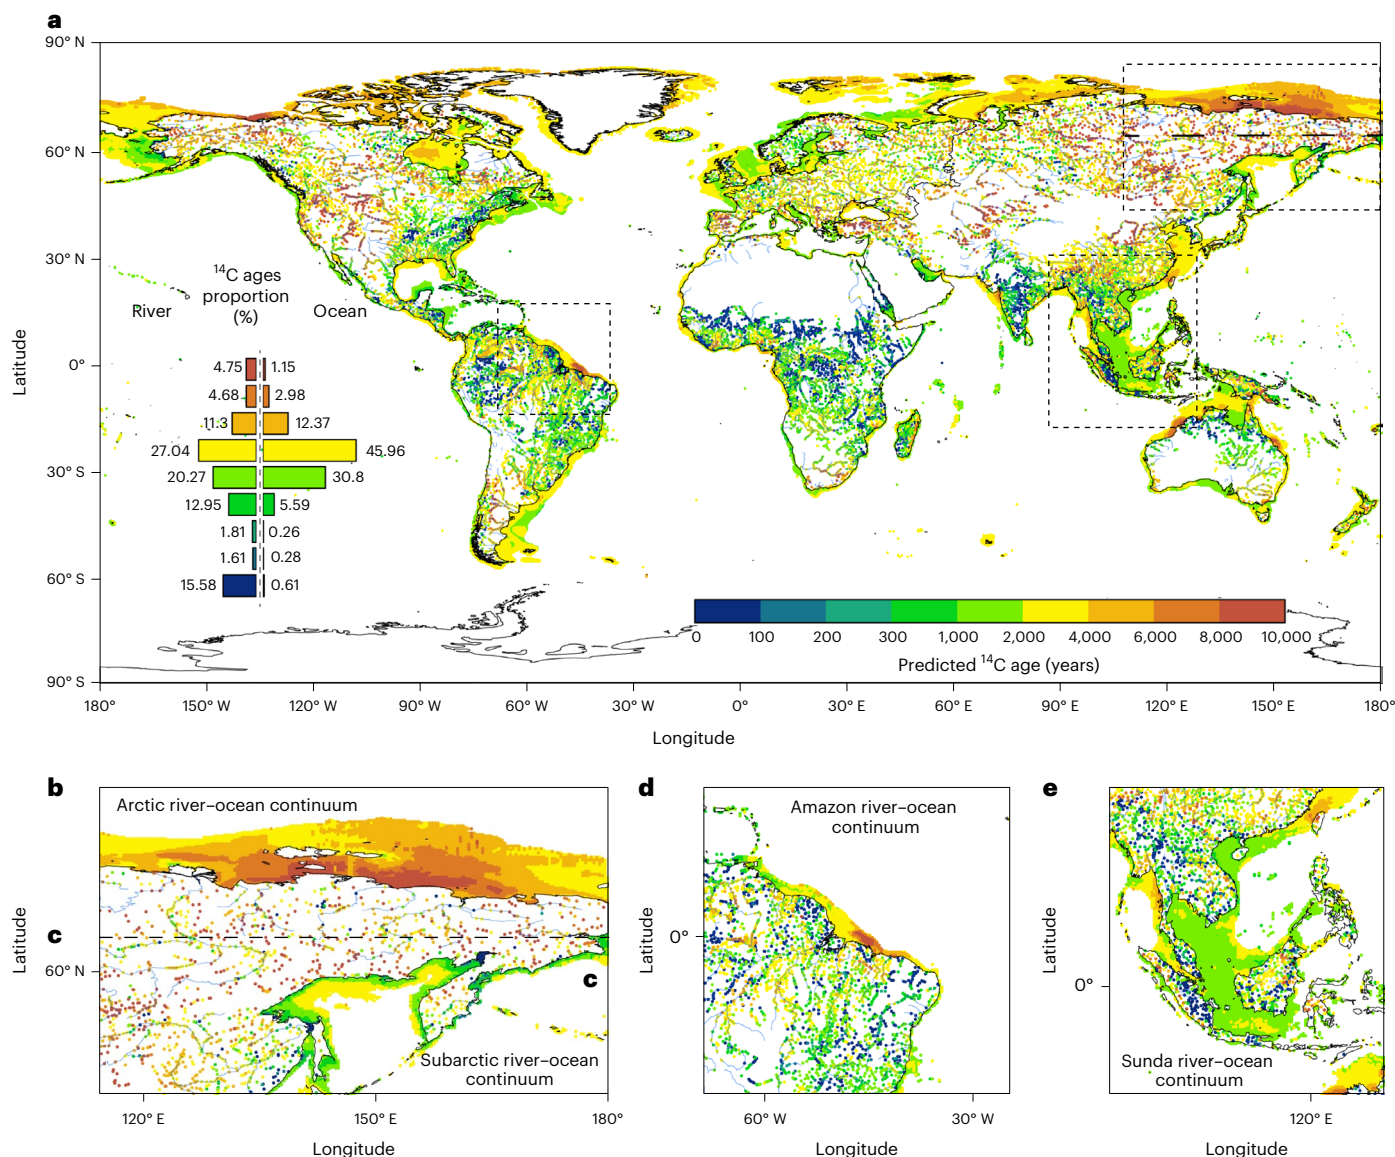 a
90° N
60° N
30° N
0°
30° S
60° S
90° S
Latitude
14C ages
proportion
(%)
River
Ocean
4.75 1.15
4.68 2.98
11.3 12.37
27.04 45.96
20.27 30.8
12.95 5.59
1.81 0.26
1.61 0.28
15.58 0.61
0 100 200 300 1,000 2,000 4,000 6,000 8,000 10,000
Predicted 14C age (years)
180° 150° W 120° W 90° W 60° W 30° W 0° 30° E 60° E 90° E 120° E 150° E 180°
Longitude
b
Arctic river–ocean continuum
Latitude
c
60° N
c
Subarctic river–ocean
continuum
120° E 150° E 180°
Longitude
d
Amazon river–ocean
continuum
Latitude
0°
60° W 30° W
Longitude
e
Latitude
0°
Sunda river–ocean
continuum
120° E
Longitude